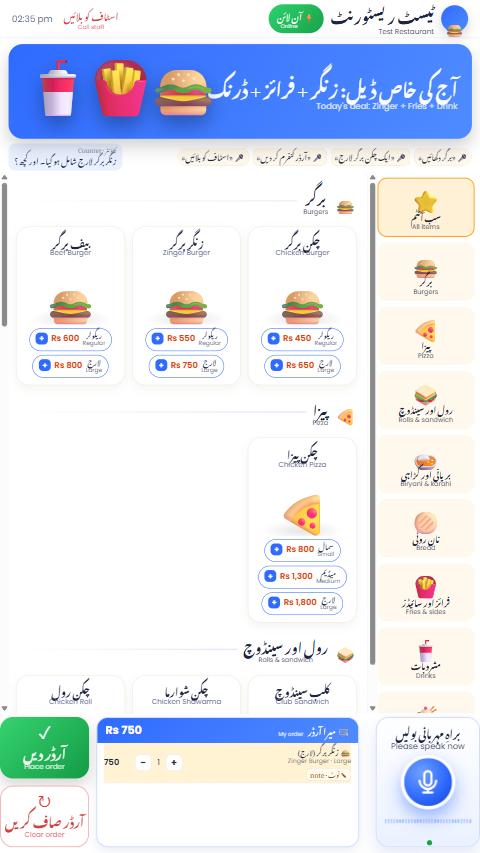 ٹیسٹ ریسٹورنٹ
Test Restaurant
آن لائن
Online
اسٹاف کو بلائیں
Call staff
02:35 pm
آج کی خاص ڈیل: زنگر + فرائز + ڈرنک
Today's deal: Zinger + Fries + Drink
«برگر دکھائیں»
«ایک چکن برگر لارج»
«آرڈر کنفرم کر دیں»
«اسٹاف کو بلائیں»
کاؤنٹر Counter
زنگر برگر لارج شامل ہو گیا۔ اور کچھ؟
سب آئٹم
All items
برگر
Burgers
پیزا
Pizza
رول اور سینڈوچ
Rolls & sandwich
بریانی اور کڑاہی
Biryani & karahi
نان روٹی
Bread
فرائز اور سائیڈز
Fries & sides
مشروبات
Drinks
برگر
Burgers
چکن برگر
Chicken Burger
ریگولر Regular Rs 450 +
لارج Large Rs 650 +
زنگر برگر
Zinger Burger
ریگولر Regular Rs 550 +
لارج Large Rs 750 +
بیف برگر
Beef Burger
ریگولر Regular Rs 600 +
لارج Large Rs 800 +
پیزا
Pizza
چکن پیزا
Chicken Pizza
سمال Small Rs 800 +
میڈیم Medium Rs 1,300 +
لارج Large Rs 1,800 +
رول اور سینڈوچ
Rolls & sandwich
کلب سینڈوچ
Club Sandwich
چکن شوارما
Chicken Shawarma
چکن رول
Chicken Roll
براہ مہربانی بولیں
Please speak now
میرا آرڈر My order
Rs 750
زنگر برگر (لارج)
Zinger Burger · Large
نوٹ · note
+ 1 −
750
آرڈر دیں
Place order
آرڈر صاف کریں
Clear order